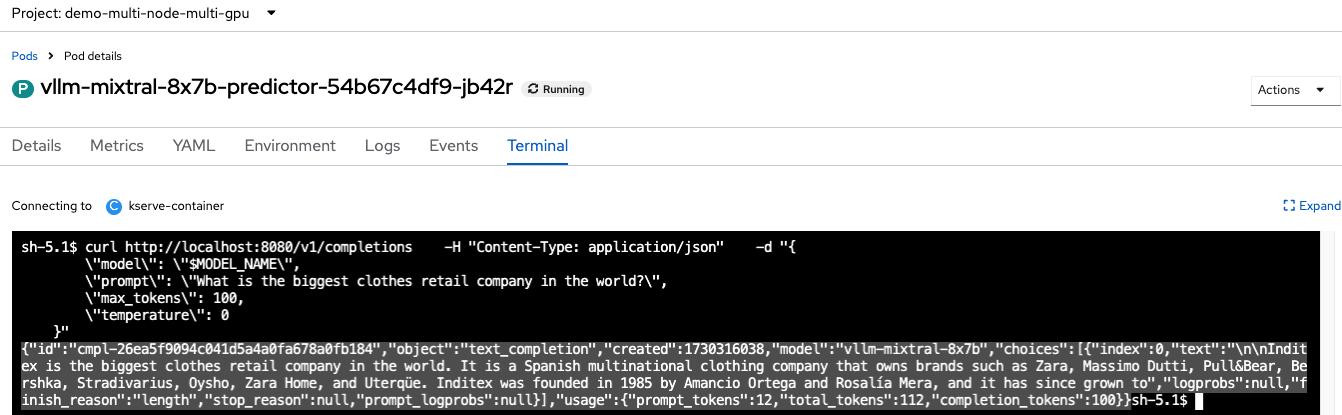 Project: demo-multi-node-multi-gpu
Pods > Pod details
P vllm-mixtral-8x7b-predictor-54b67c4df9-jb42r Running
Actions
Details Metrics YAML Environment Logs Events Terminal
Connecting to C kserve-container
Expand
sh-5.1$ curl http://localhost:8080/v1/completions    -H "Content-Type: application/json"    -d "{
        \"model\": \"$MODEL_NAME\",
        \"prompt\": \"What is the biggest clothes retail company in the world?\",
        \"max_tokens\": 100,
        \"temperature\": 0
    }"
{"id":"cmpl-26ea5f9094c041d5a4a0fa678a0fb184","object":"text_completion","created":1730316038,"model":"vllm-mixtral-8x7b","choices":[{"index":0,"text":"\n\nIndit
ex is the biggest clothes retail company in the world. It is a Spanish multinational clothing company that owns brands such as Zara, Massimo Dutti, Pull&Bear, Be
rshka, Stradivarius, Oysho, Zara Home, and Uterqüe. Inditex was founded in 1985 by Amancio Ortega and Rosalía Mera, and it has since grown to","logprobs":null,"f
inish_reason":"length","stop_reason":null,"prompt_logprobs":null}],"usage":{"prompt_tokens":12,"total_tokens":112,"completion_tokens":100}}sh-5.1$